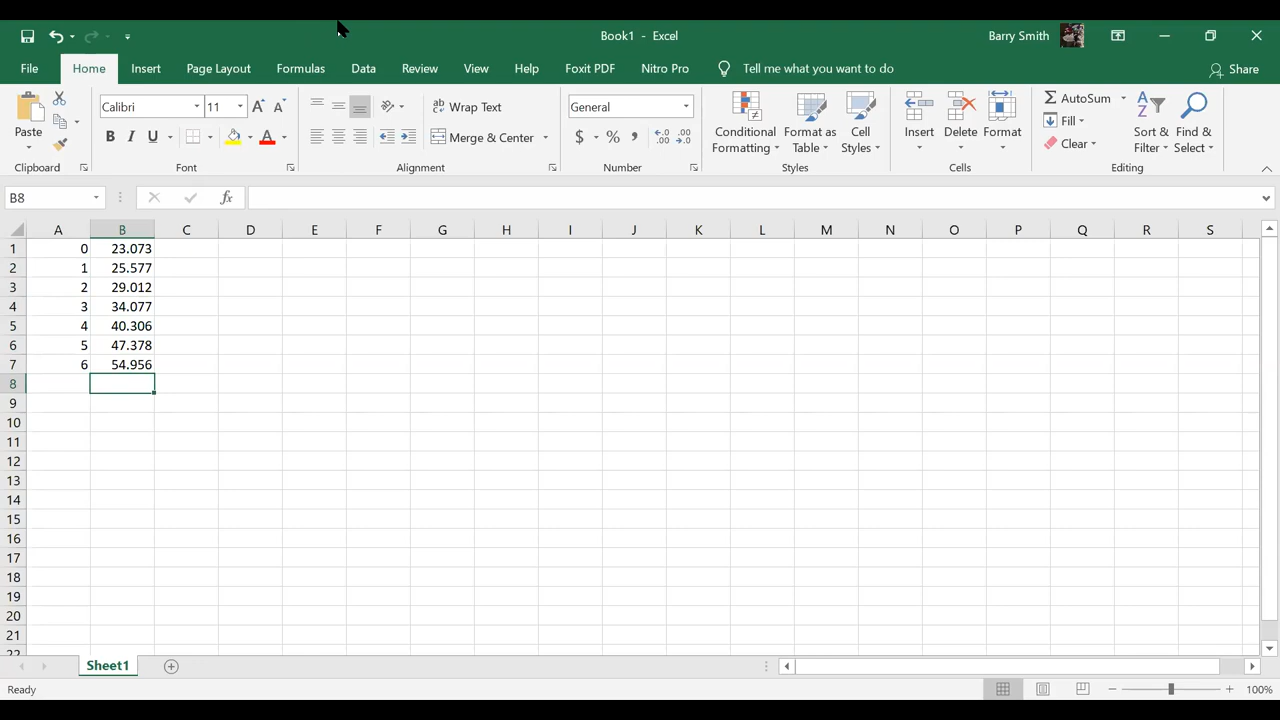 Book1 - Excel
Barry Smith
File Home Insert Page Layout Formulas Data Review View Help Foxit PDF Nitro Pro Tell me what you want to do Share
Calibri 11 ab Wrap Text General AutoSum
Fill
Paste B I U A Merge & Center $ % , Conditional Formatting Format as Table Cell Styles Insert Delete Format Clear Sort & Filter Find & Select
Clipboard Font Alignment Number Styles Cells Editing
B8 fx
A B C D E F G H I J K L M N O P Q R S
1 0 23.073
2 1 25.577
3 2 29.012
4 3 34.077
5 4 40.306
6 5 47.378
7 6 54.956
8
9
10
11
12
13
14
15
16
17
18
19
20
21
22
Sheet1
Ready 100%